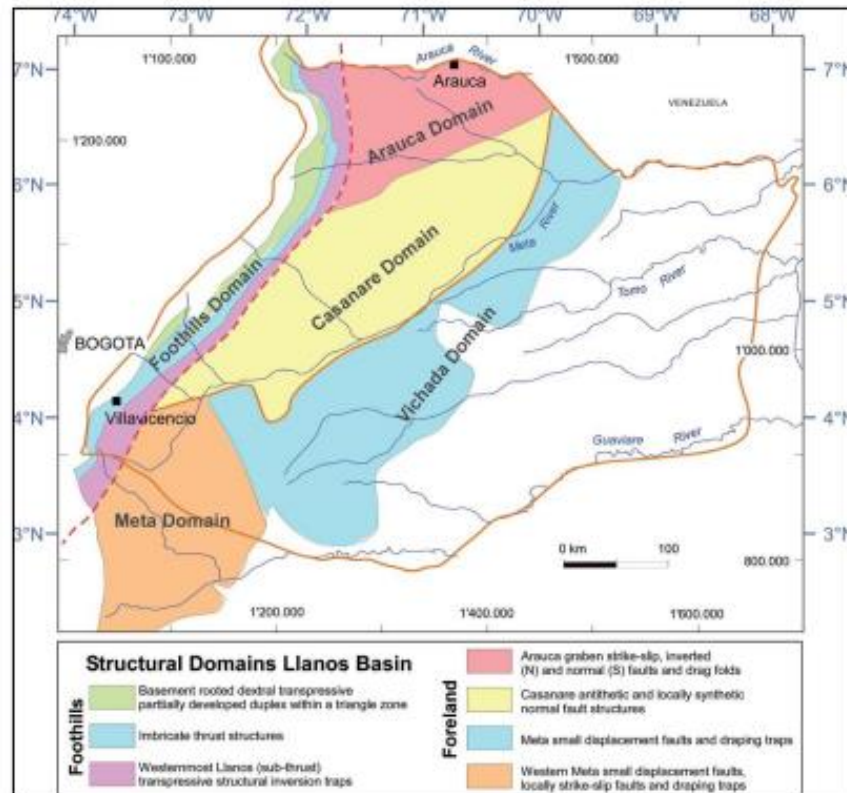 74°W 73°W 72°W 71°W 70°W 69°W 68°W
1'100.000
Arauca River
1'500.000
7°N
7°N
Arauca
VENEZUELA
Arauca Domain
1'200.000
6°N
6°N
Meta River
Casanare Domain
Tomo River
5°N
5°N
Foothills Domain
BOGOTA
1'000.000
Vichada Domain
4°N
4°N
Villavicencio
Guaviare River
Meta Domain
3°N
3°N
0 km 100
800.000
1'200.000
1'400.000
1'600.000
Structural Domains Llanos Basin
Foothills
Basement rooted dextral transpressive
partially developed duplex within a triangle zone
Imbricate thrust structures
Westernmost Llanos (sub-thrust)
transpressive structural inversion traps
Foreland
Arauca graben strike-slip, inverted
(N) and normal (S) faults and drag folds
Casanare antithetic and locally synthetic
normal fault structures
Meta small displacement faults and draping traps
Western Meta small displacement faults,
locally strike-slip faults and draping traps